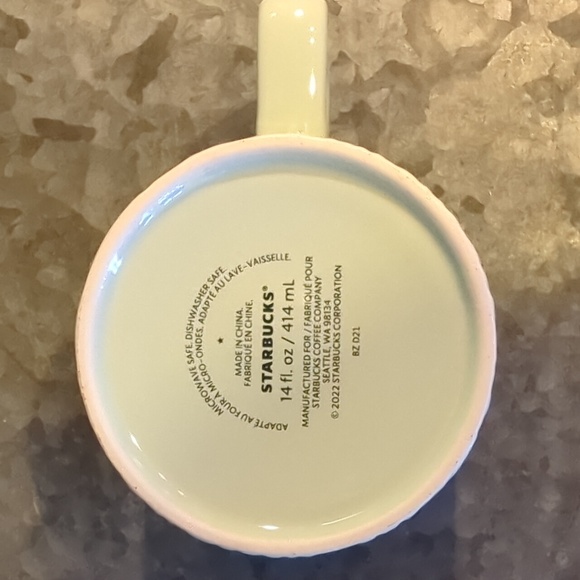 MICROWAVE SAFE. DISHWASHER SAFE.
ADAPTÉ AU FOUR À MICRO-ONDES. ADAPTÉ AU LAVE-VAISSELLE.
MADE IN CHINA.
FABRIQUÉ EN CHINE.
STARBUCKS®
14 fl. oz / 414 mL
MANUFACTURED FOR / FABRIQUÉ POUR
STARBUCKS COFFEE COMPANY
SEATTLE, WA 98134
© 2022 STARBUCKS CORPORATION
BZ D21